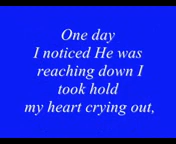 One day
I noticed He was
reaching down I
took hold
my heart crying out,